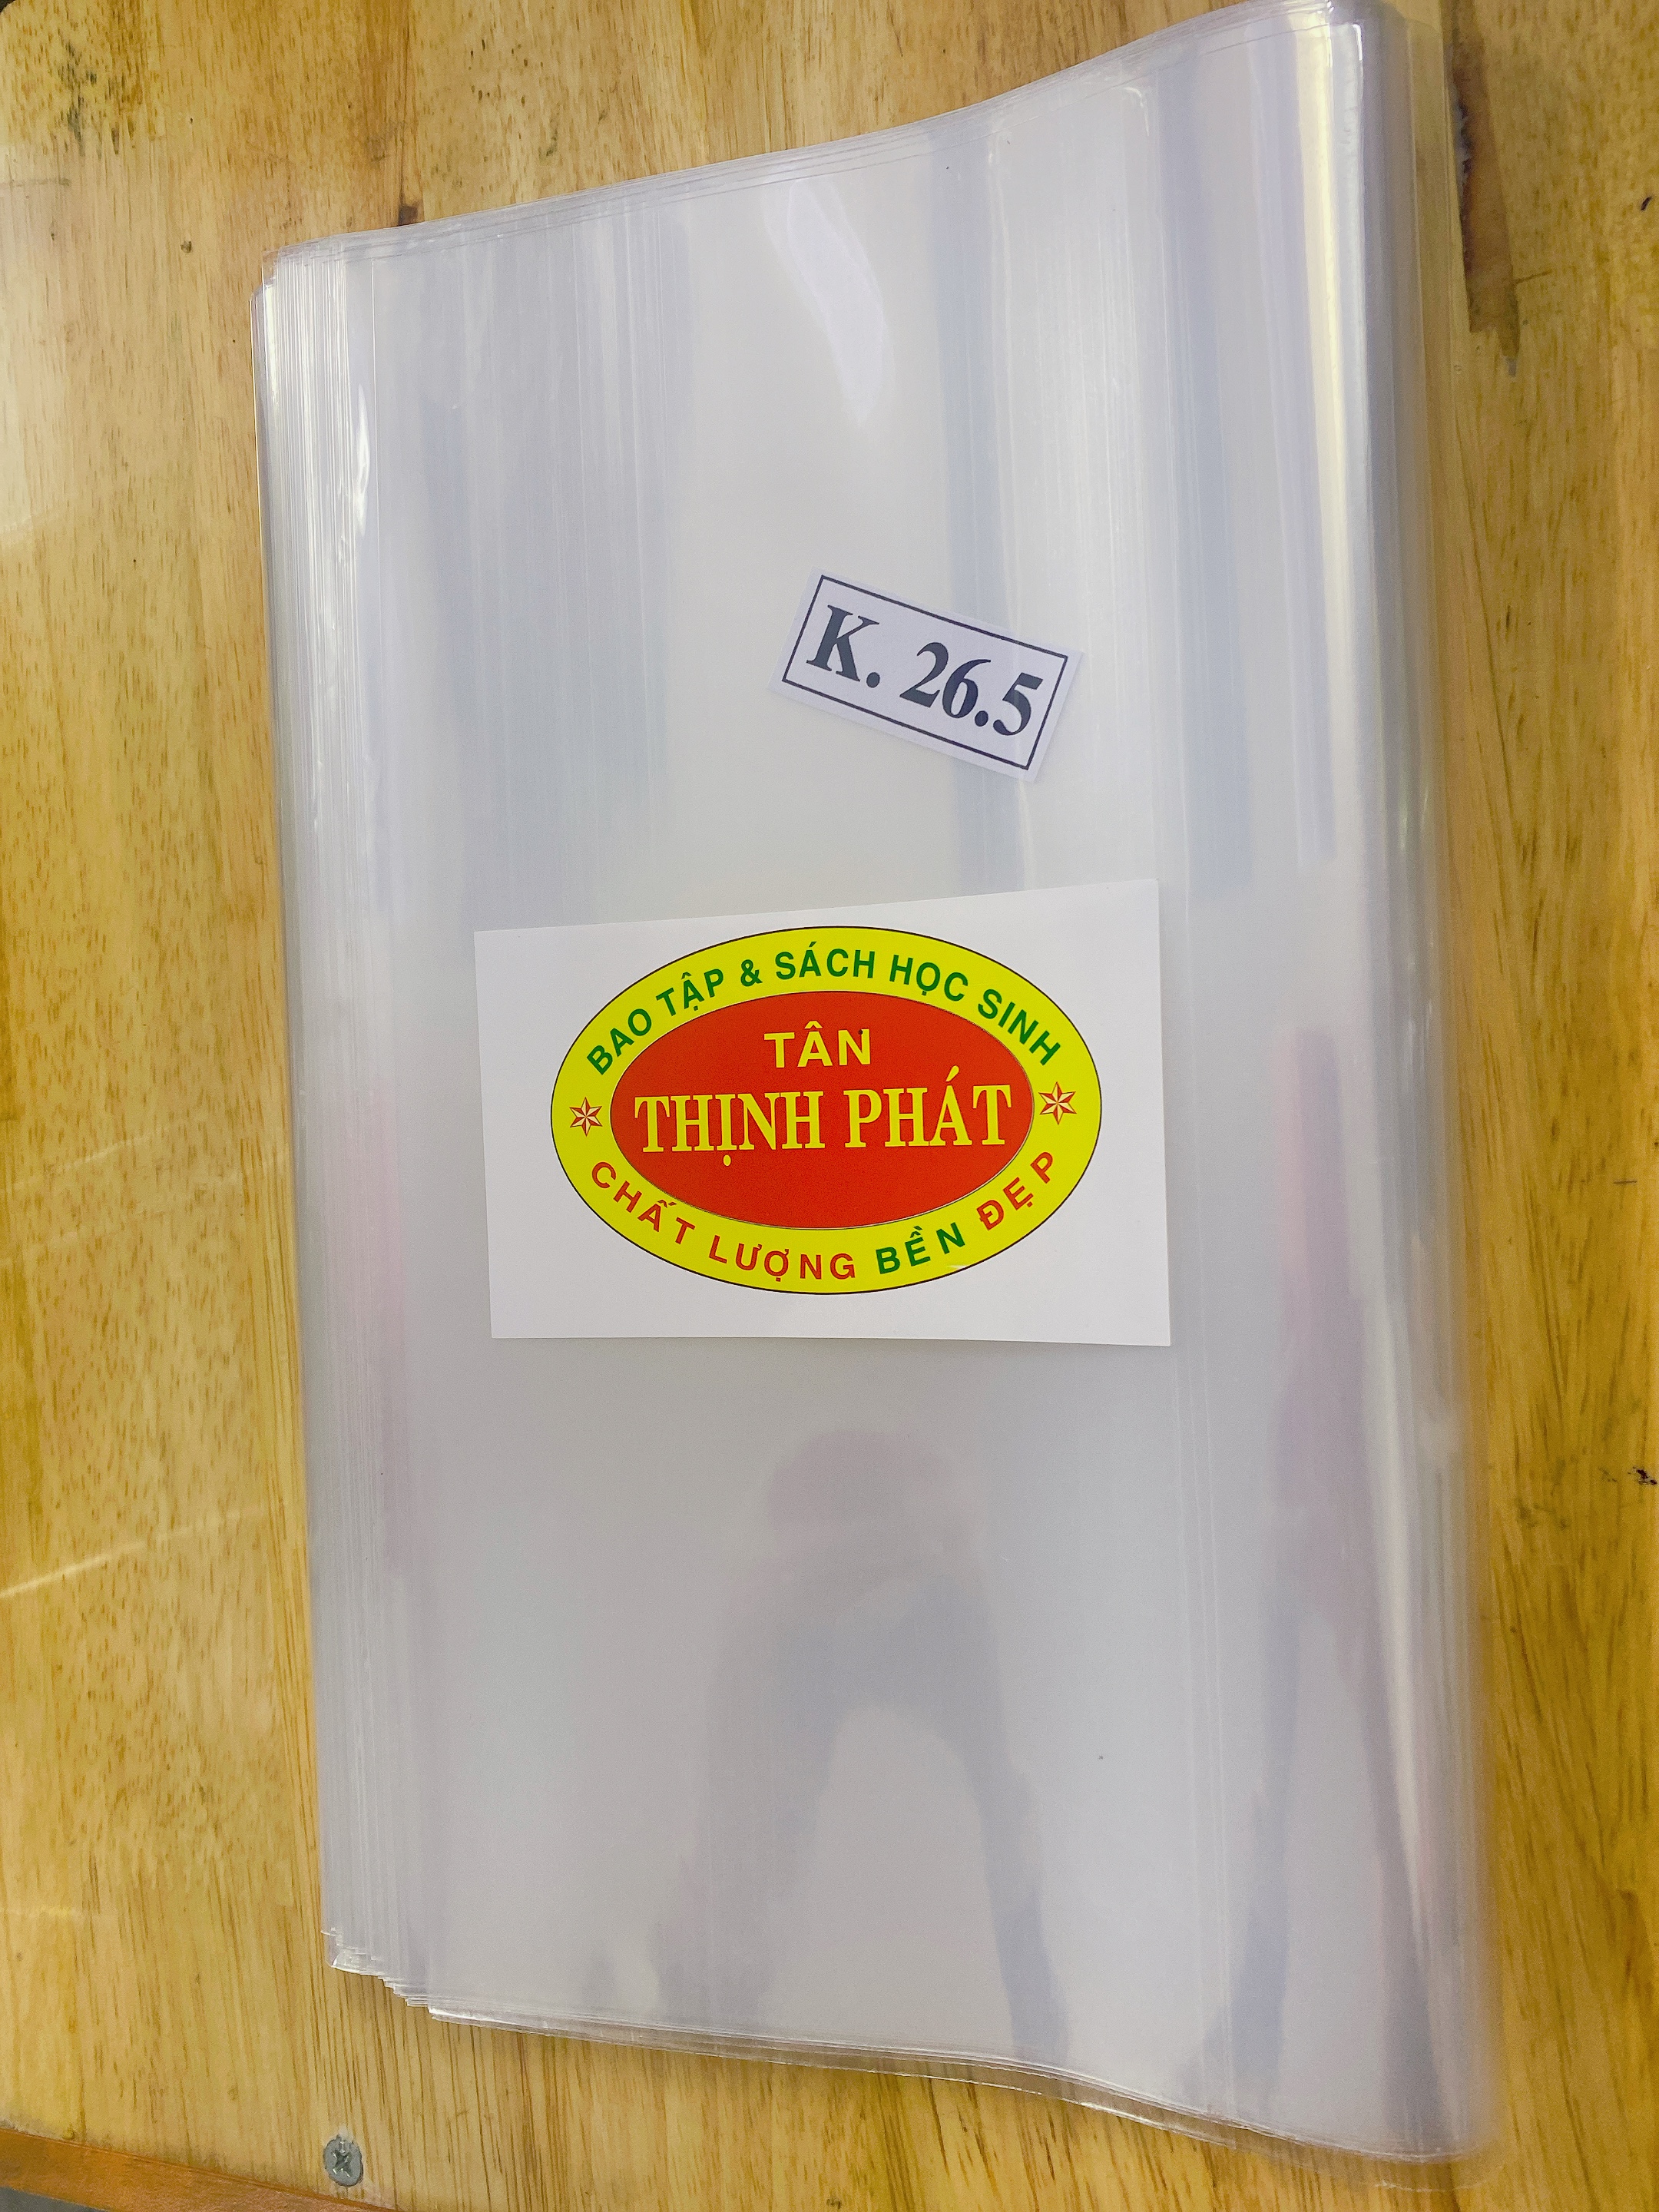 K. 26.5
BAO TẬP & SÁCH HỌC SINH
TÂN
THỊNH PHÁT
CHẤT LƯỢNG BỀN ĐẸP